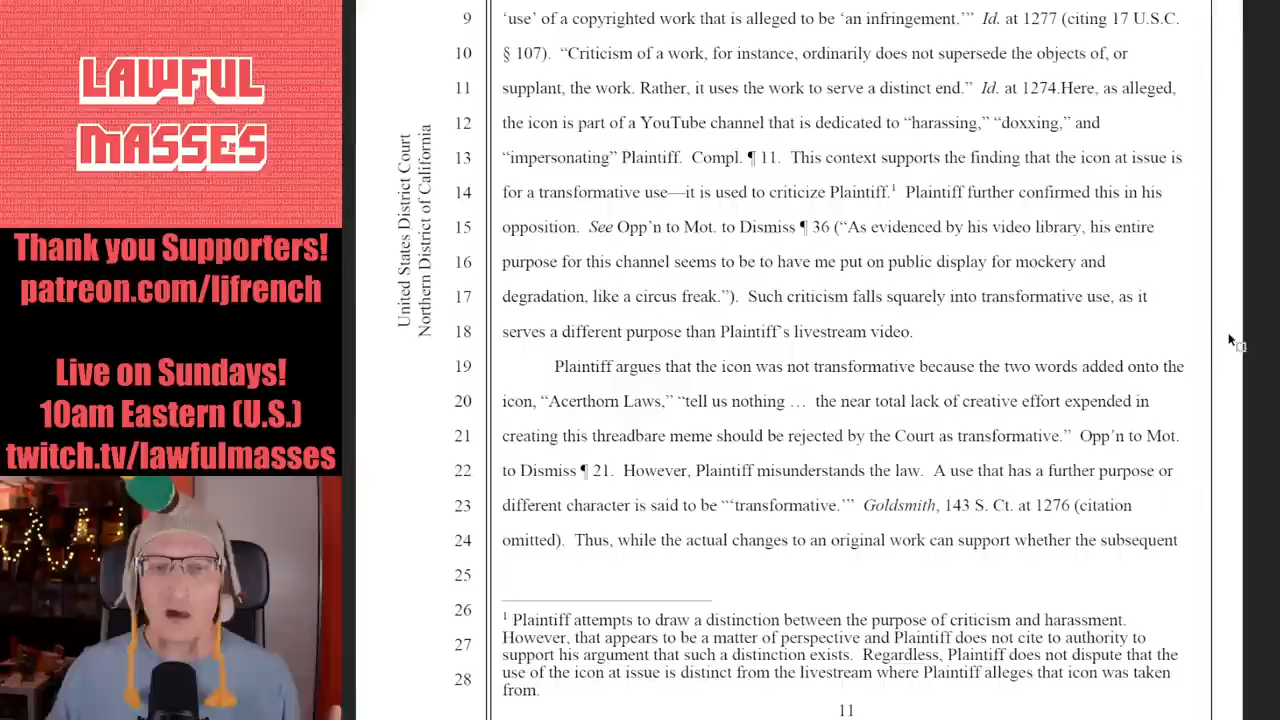 LAWFUL
MASSES
Thank you Supporters!
patreon.com/ljfrench
Live on Sundays!
10am Eastern (U.S.)
twitch.tv/lawfulmasses
United States District Court
Northern District of California
9 ‘use’ of a copyrighted work that is alleged to be ‘an infringement.’” Id. at 1277 (citing 17 U.S.C.
10 § 107). “Criticism of a work, for instance, ordinarily does not supersede the objects of, or
11 supplant, the work. Rather, it uses the work to serve a distinct end.” Id. at 1274.Here, as alleged,
12 the icon is part of a YouTube channel that is dedicated to “harassing,” “doxxing,” and
13 “impersonating” Plaintiff. Compl. ¶ 11. This context supports the finding that the icon at issue is
14 for a transformative use—it is used to criticize Plaintiff.1 Plaintiff further confirmed this in his
15 opposition. See Opp’n to Mot. to Dismiss ¶ 36 (“As evidenced by his video library, his entire
16 purpose for this channel seems to be to have me put on public display for mockery and
17 degradation, like a circus freak.”). Such criticism falls squarely into transformative use, as it
18 serves a different purpose than Plaintiff’s livestream video.
19 Plaintiff argues that the icon was not transformative because the two words added onto the
20 icon, “Acerthorn Laws,” “tell us nothing … the near total lack of creative effort expended in
21 creating this threadbare meme should be rejected by the Court as transformative.” Opp’n to Mot.
22 to Dismiss ¶ 21. However, Plaintiff misunderstands the law. A use that has a further purpose or
23 different character is said to be “‘“transformative.”’” Goldsmith, 143 S. Ct. at 1276 (citation
24 omitted). Thus, while the actual changes to an original work can support whether the subsequent
25
26
27
28
1 Plaintiff attempts to draw a distinction between the purpose of criticism and harassment.
However, that appears to be a matter of perspective and Plaintiff does not cite to authority to
support his argument that such a distinction exists. Regardless, Plaintiff does not dispute that the
use of the icon at issue is distinct from the livestream where Plaintiff alleges that icon was taken
from.
11